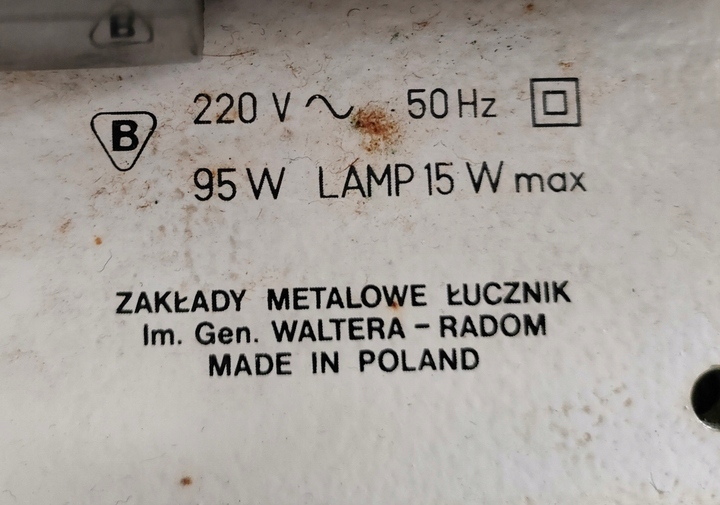 B
B 220 V ~ 50 Hz
95 W LAMP 15 W max
ZAKŁADY METALOWE ŁUCZNIK
Im. Gen. WALTERA – RADOM
MADE IN POLAND